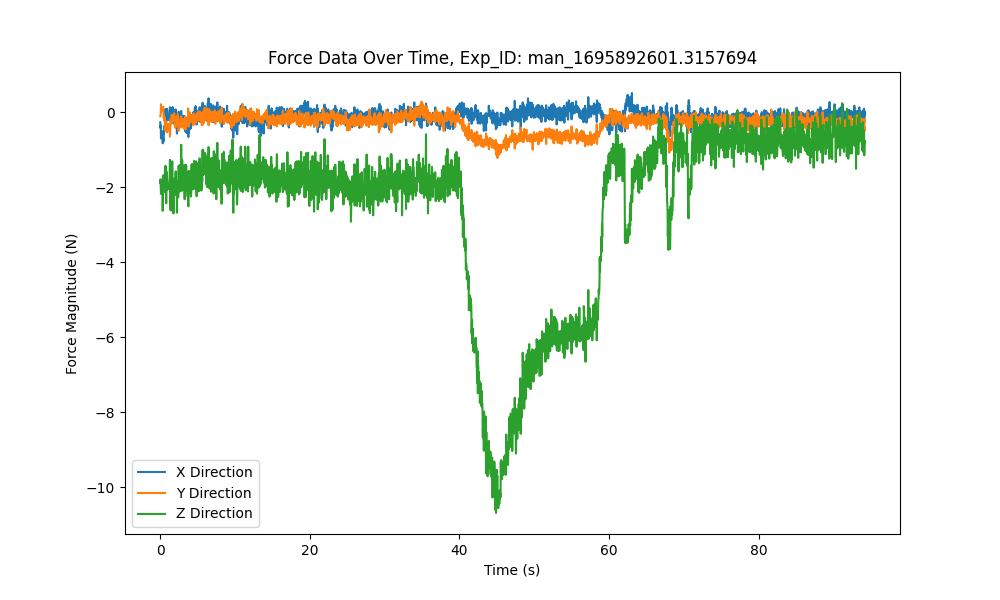 Force Data Over Time, Exp_ID: man_1695892601.3157694
Force Magnitude (N)
0
−2
−4
−6
−8
−10
X Direction
Y Direction
Z Direction
0 20 40 60 80
Time (s)